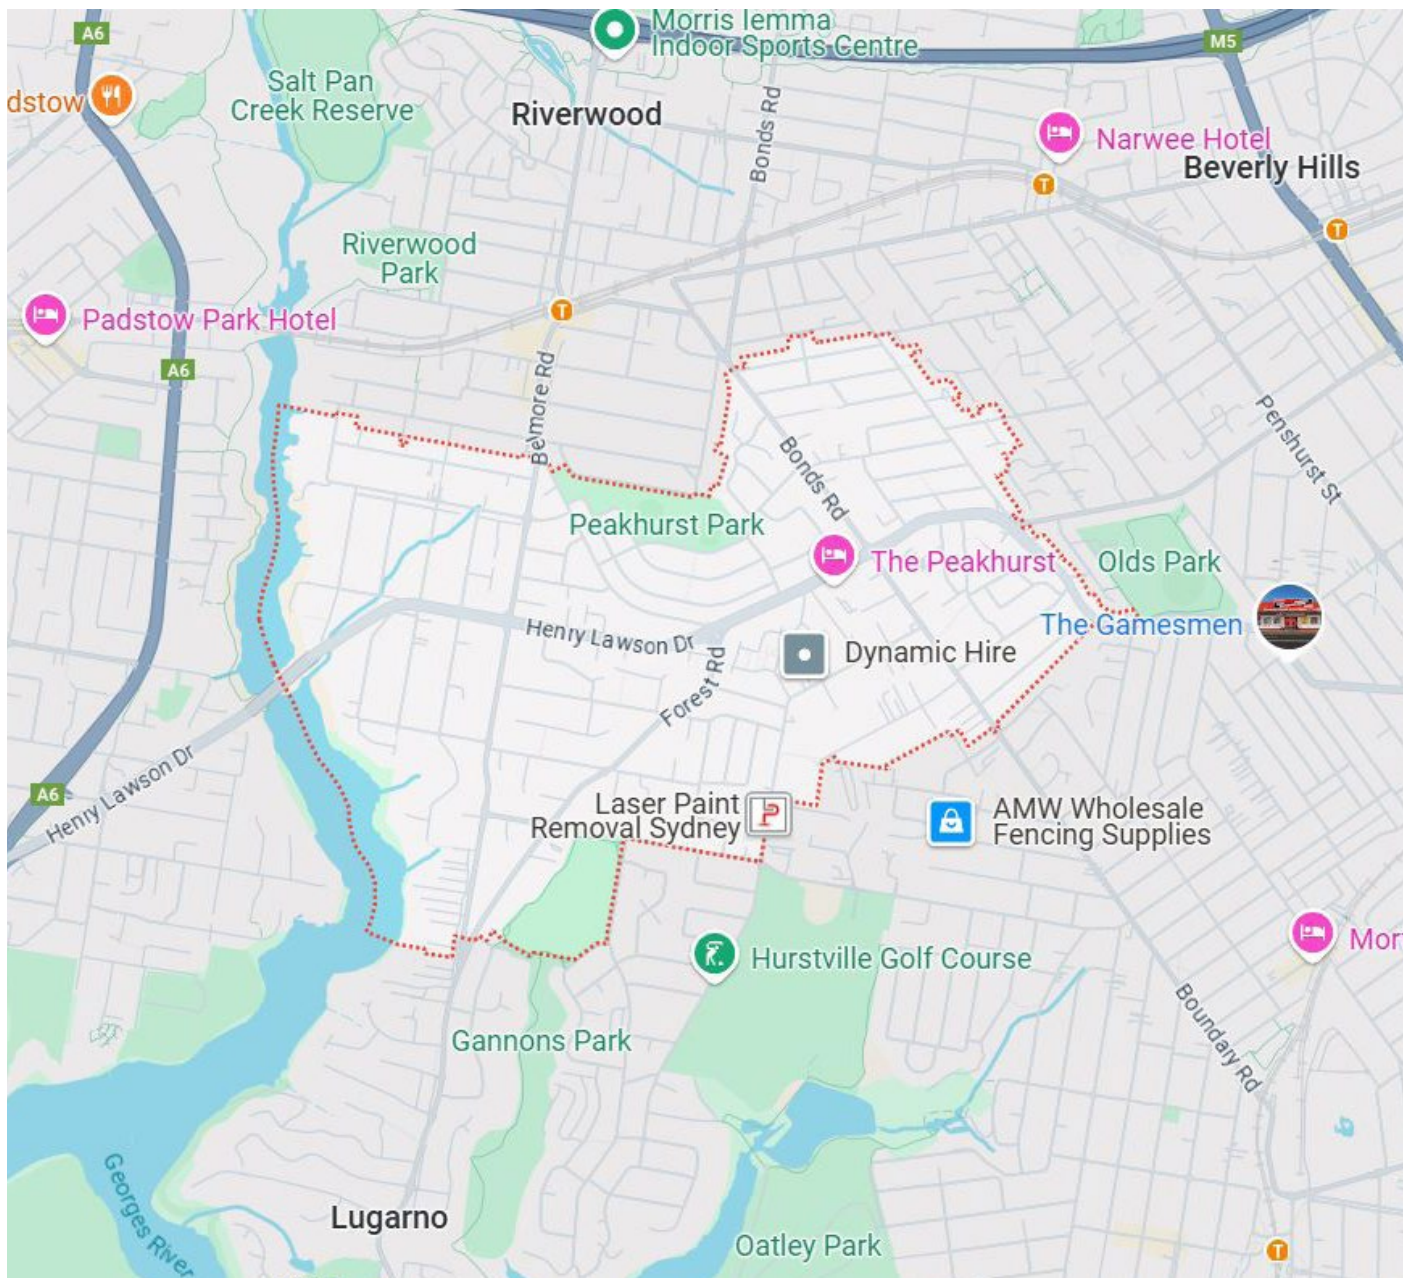 A6
Morris Iemma
Indoor Sports Centre
M5
Salt Pan
Creek Reserve
dstow
Riverwood
Bonds Rd
Narwee Hotel
Beverly Hills
T
T
Riverwood
Park
T
Padstow Park Hotel
A6
Belmore Rd
Penshurst St
Bonds Rd
Peakhurst Park
The Peakhurst
Olds Park
The Gamesmen
Henry Lawson Dr
Dynamic Hire
Forest Rd
Henry Lawson Dr
A6
Laser Paint
Removal Sydney
AMW Wholesale
Fencing Supplies
Mor
Hurstville Golf Course
Gannons Park
Boundary Rd
Georges River
Lugarno
Oatley Park
T